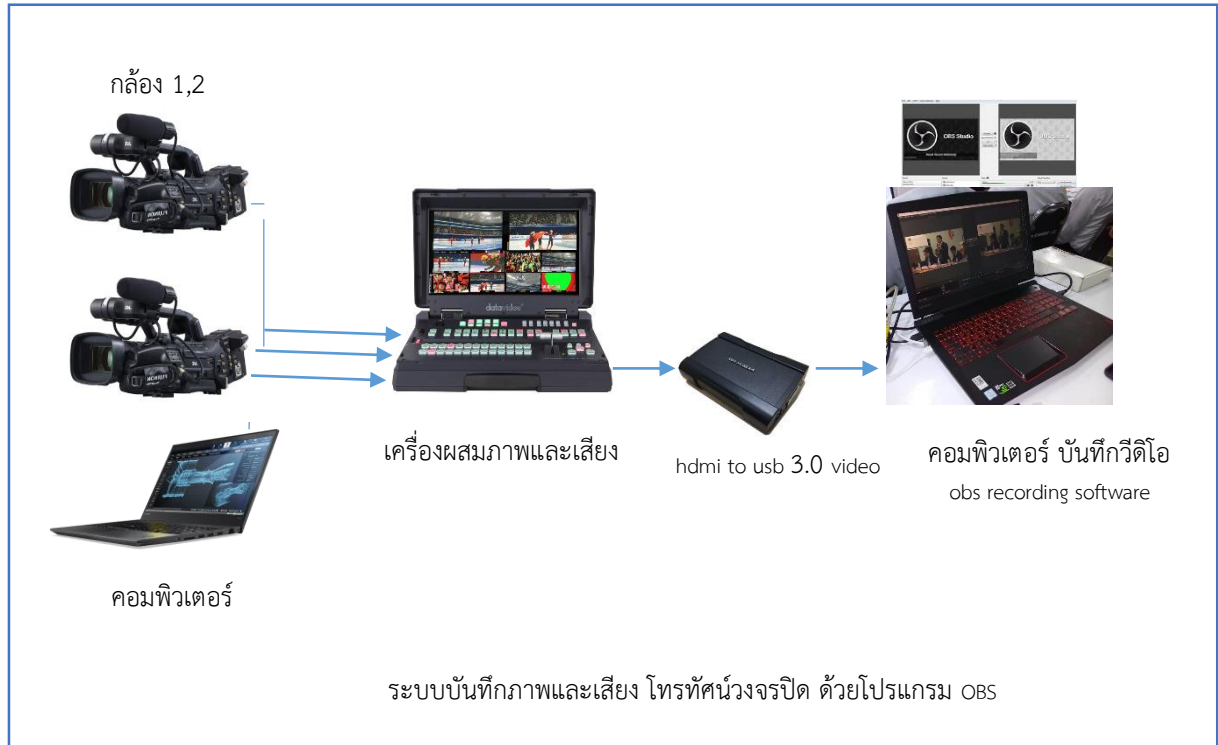 กล้อง 1,2
OBS Studio
datavideo
เครื่องผสมภาพและเสียง
hdmi to usb 3.0 video
คอมพิวเตอร์ บันทึกวีดิโอ
obs recording software
คอมพิวเตอร์
ระบบบันทึกภาพและเสียง โทรทัศน์วงจรปิด ด้วยโปรแกรม OBS